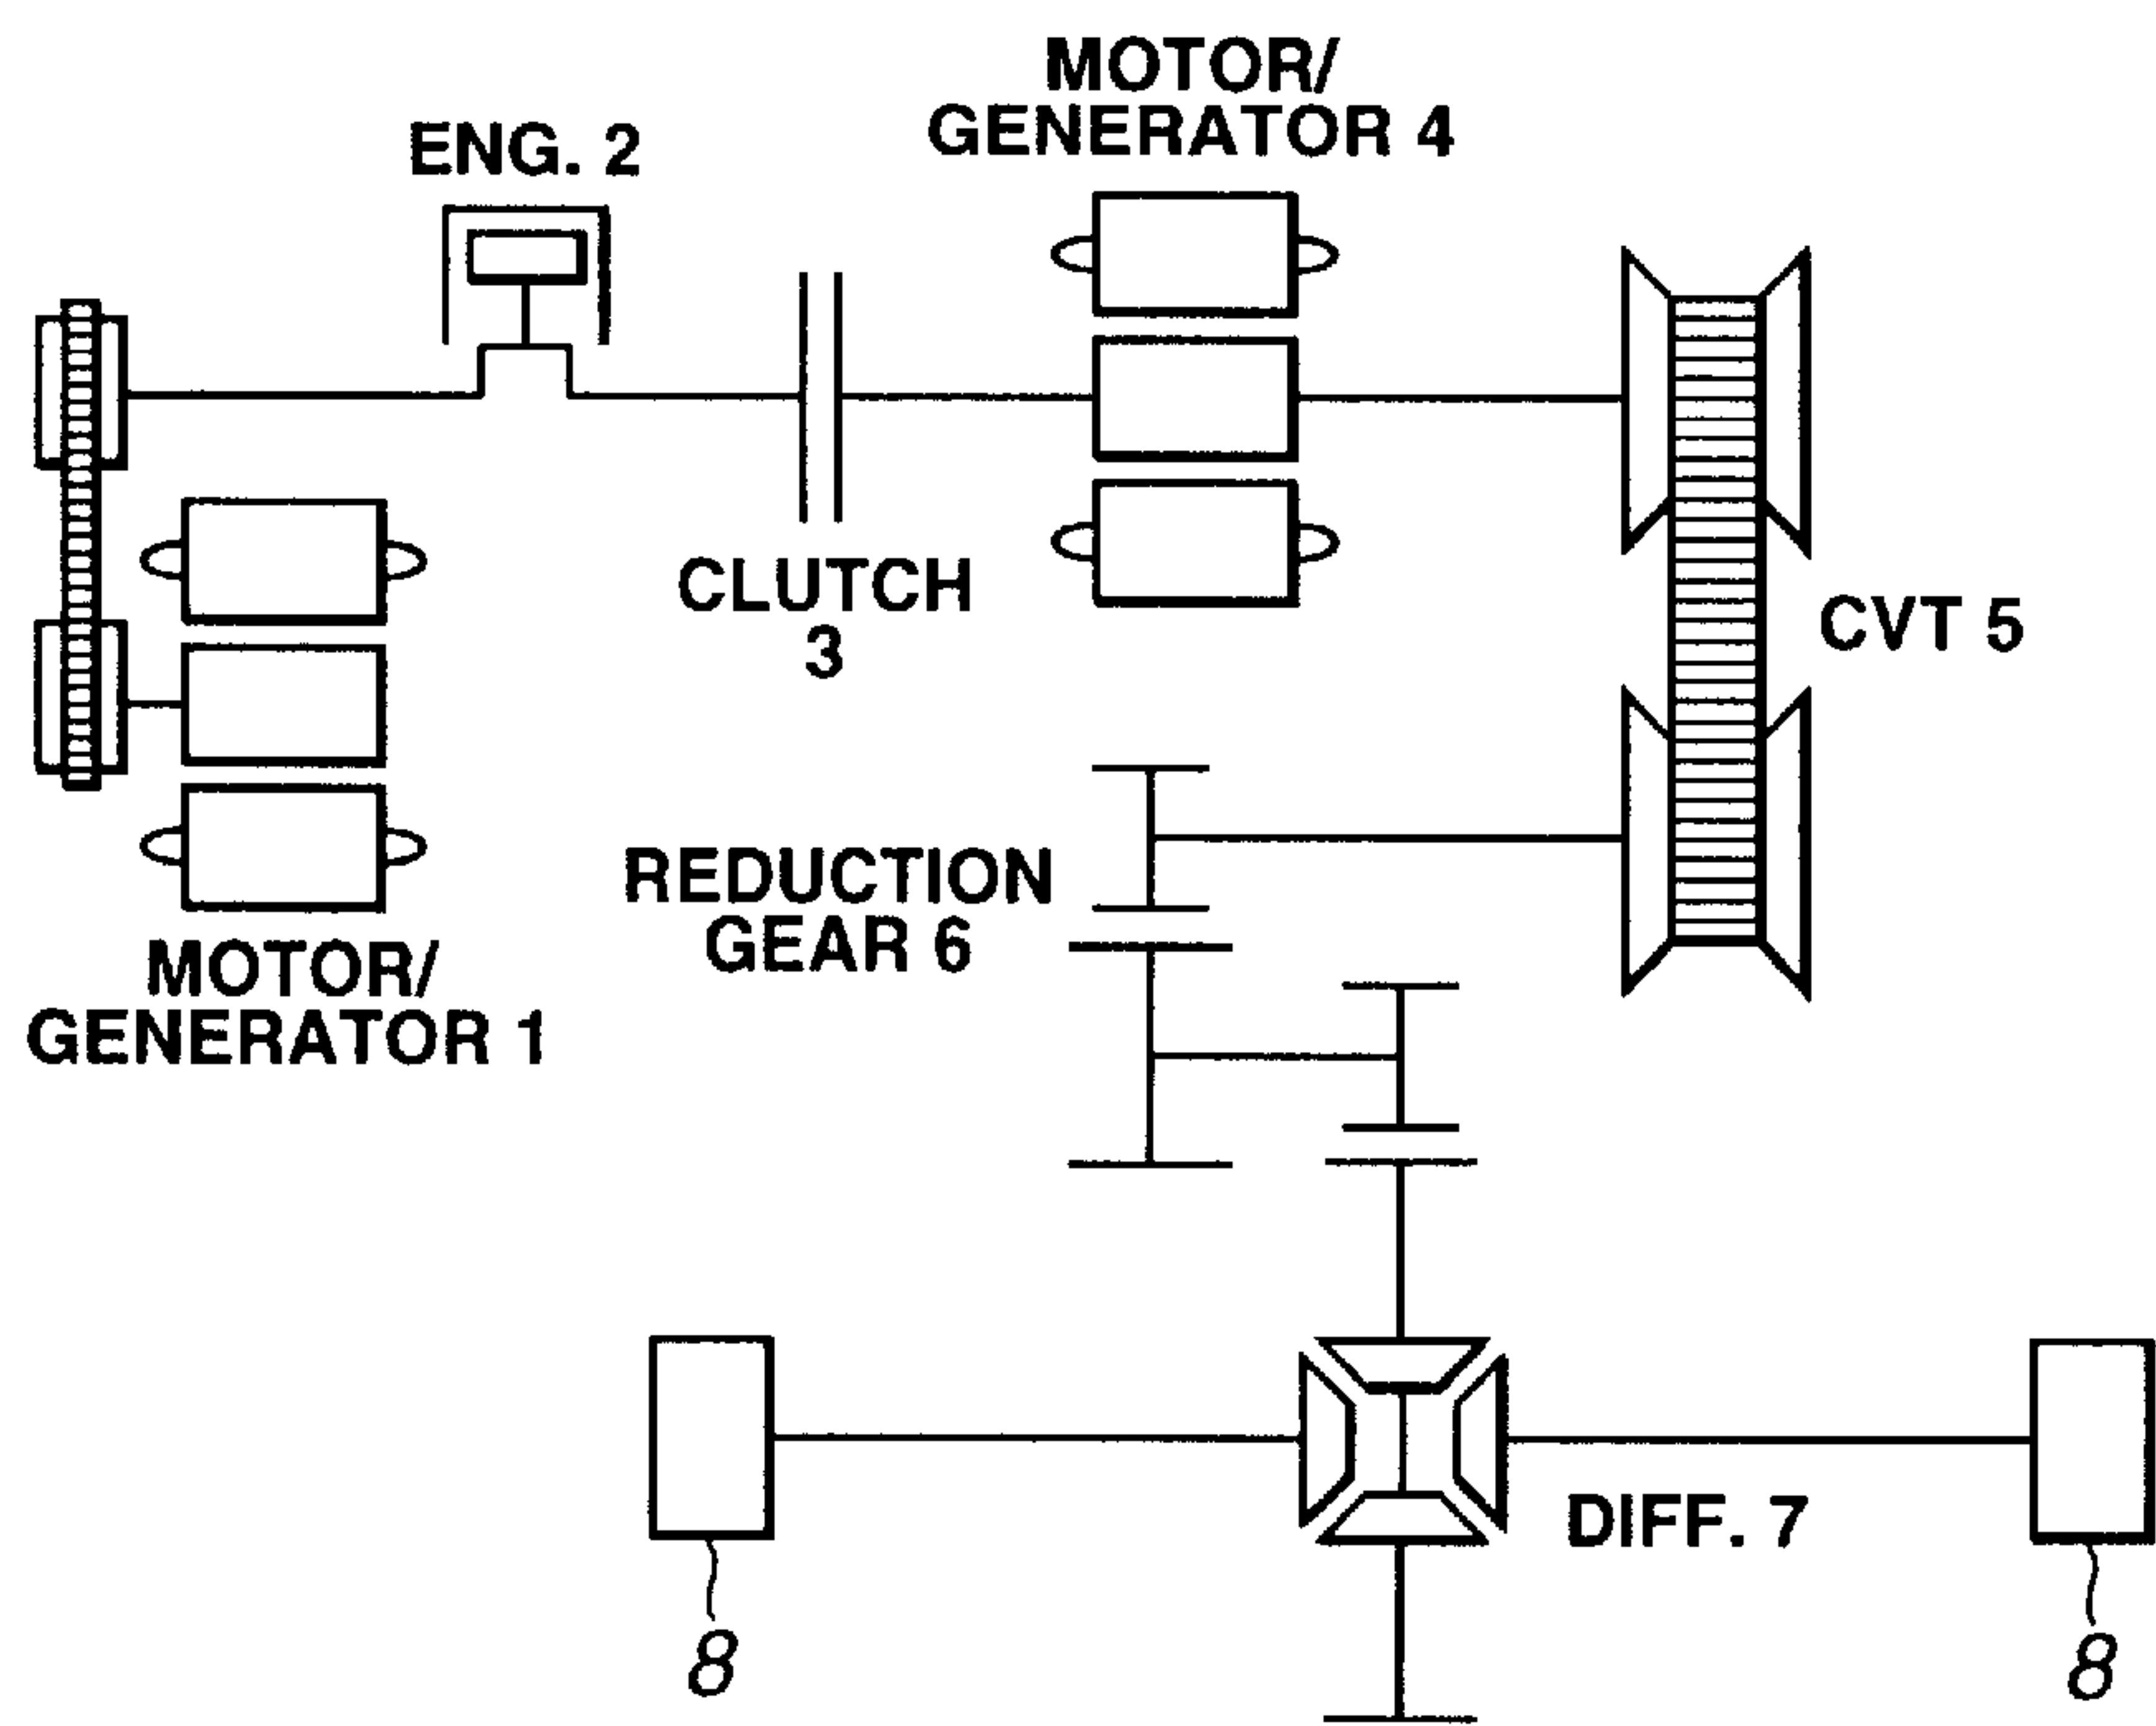 MOTOR/
GENERATOR 4
ENG. 2
CLUTCH
3
CVT 5
REDUCTION
GEAR 6
MOTOR/
GENERATOR 1
DIFF. 7
8
8